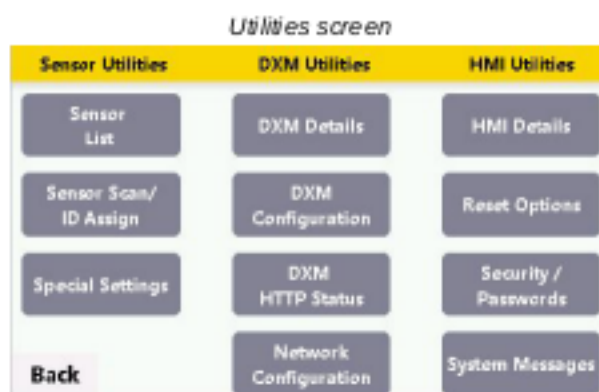 Utilities screen
Sensor Utilities
DXM Utilities
HMI Utilities
Sensor
List
DXM Details
HMI Details
Sensor Scan/
ID Assign
DXM
Configuration
Reset Options
Special Settings
DXM
HTTP Status
Security /
Passwords
Back
Network
Configuration
System Messages